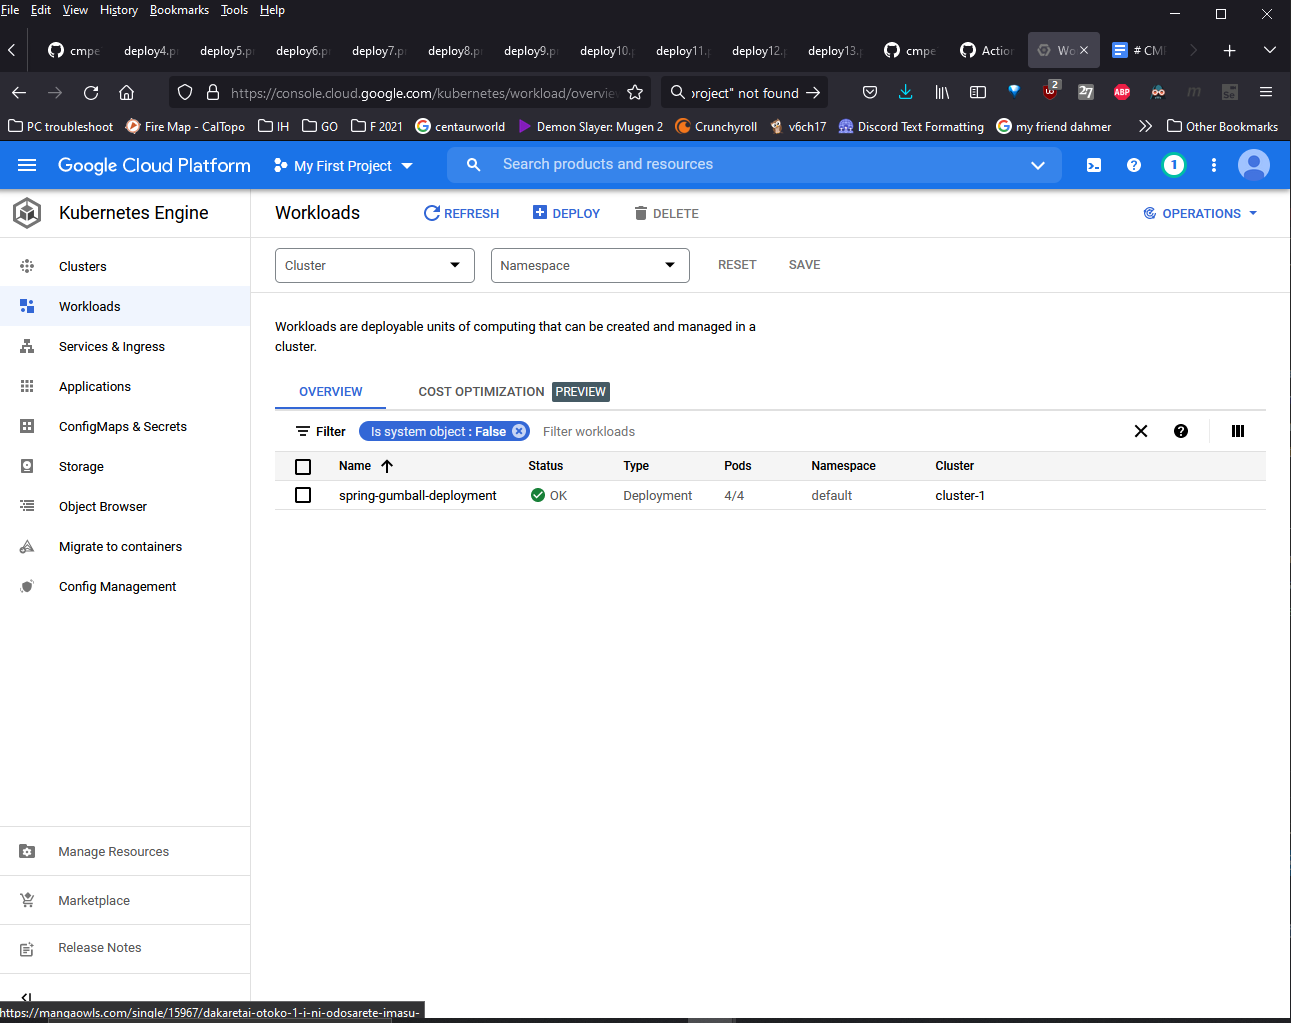 File Edit View History Bookmarks Tools Help
cmpe deploy4.p deploy5.p deploy6.p deploy7.p deploy8.p deploy9.p deploy10. deploy11. deploy12. deploy13. cmpe Action Wo # CM
https://console.cloud.google.com/kubernetes/workload/overvie project" not found 2 27 ABP m Se
PC troubleshoot Fire Map - CalTopo IH GO F 2021 centaurworld Demon Slayer: Mugen 2 Crunchyroll v6ch17 Discord Text Formatting my friend dahmer Other Bookmarks
Google Cloud Platform My First Project Search products and resources 1
Kubernetes Engine Workloads REFRESH DEPLOY DELETE OPERATIONS
Clusters
Workloads
Services & Ingress
Applications
ConfigMaps & Secrets
Storage
Object Browser
Migrate to containers
Config Management
Manage Resources
Marketplace
Release Notes
Cluster Namespace RESET SAVE
Workloads are deployable units of computing that can be created and managed in a
cluster.
OVERVIEW COST OPTIMIZATION PREVIEW
Filter Is system object : False Filter workloads
Name Status Type Pods Namespace Cluster
spring-gumball-deployment OK Deployment 4/4 default cluster-1
https://mangaowls.com/single/15967/dakaretai-otoko-1-i-ni-odosarete-imasu-